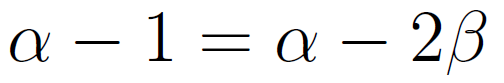 α − 1 = α − 2β